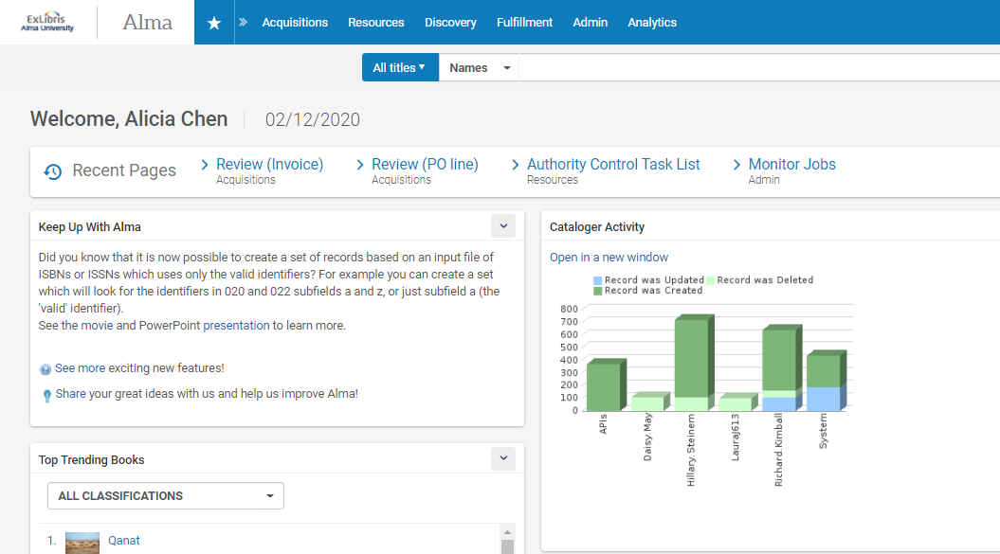 ExLibris
Alma University
Alma
Acquisitions Resources Discovery Fulfillment Admin Analytics
All titles Names
Welcome, Alicia Chen 02/12/2020
Recent Pages
Review (Invoice)
Acquisitions
Review (PO line)
Acquisitions
Authority Control Task List
Resources
Monitor Jobs
Admin
Keep Up With Alma
Did you know that it is now possible to create a set of records based on an input file of
ISBNs or ISSNs which uses only the valid identifiers? For example you can create a set
which will look for the identifiers in 020 and 022 subfields a and z, or just subfield a (the
'valid' identifier).
See the movie and PowerPoint presentation to learn more.
See more exciting new features!
Share your great ideas with us and help us improve Alma!
Top Trending Books
ALL CLASSIFICATIONS
1. Qanat
Cataloger Activity
Open in a new window
Record was Updated Record was Deleted
Record was Created
800
700
600
500
400
300
200
100
0
APIs
Daisy.May
Hillary.Steinem
LauraJ613
Richard.Kimball
System